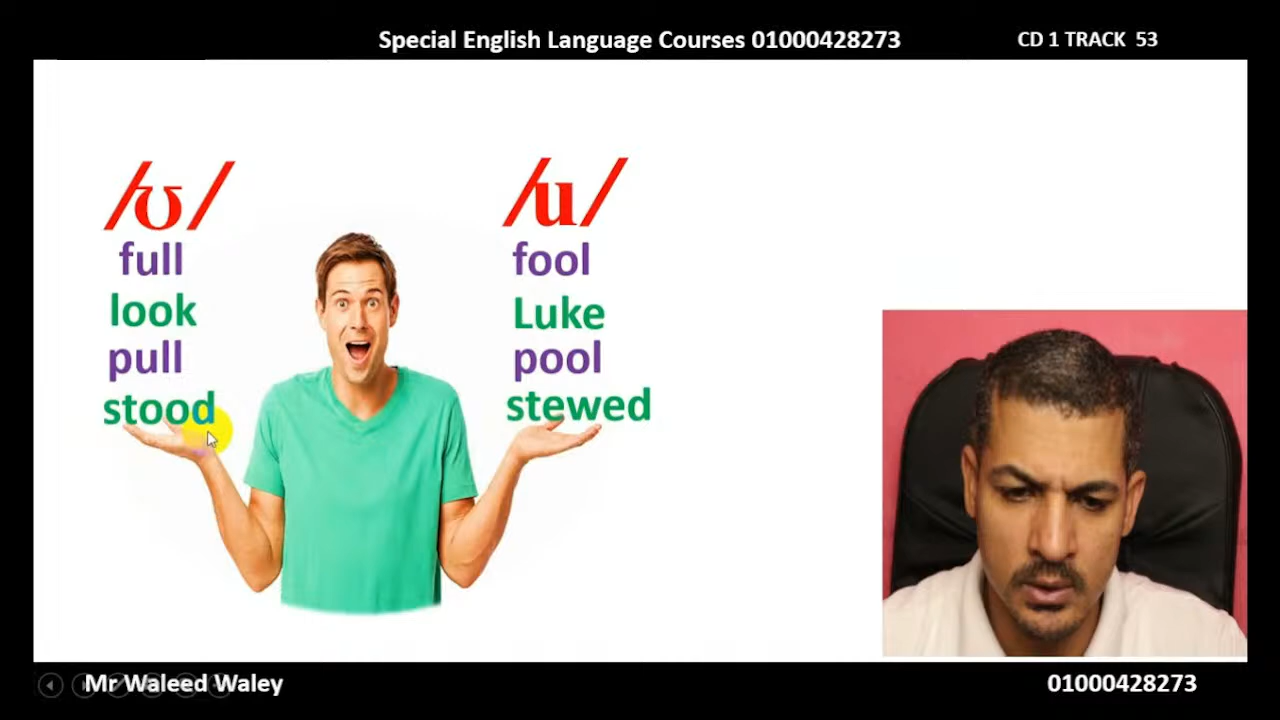 Special English Language Courses 01000428273
CD 1 TRACK 53
/ʊ/
full
look
pull
stood
/u/
fool
Luke
pool
stewed
Mr Waleed Waley
01000428273